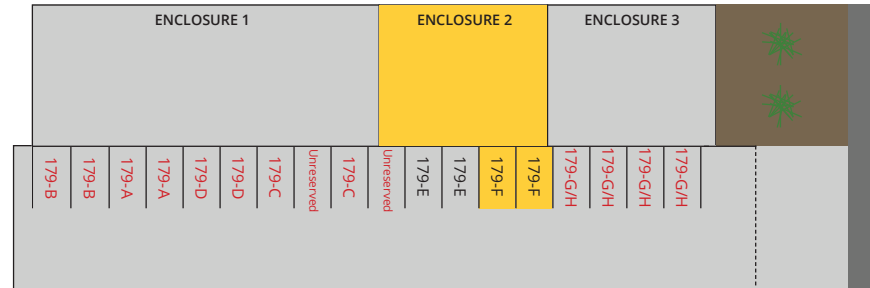 ENCLOSURE 1
ENCLOSURE 2
ENCLOSURE 3
179-B
179-B
179-A
179-A
179-D
179-D
179-C
Unreserved
179-C
Unreserved
179-E
179-E
179-F
179-F
179-G/H
179-G/H
179-G/H
179-G/H